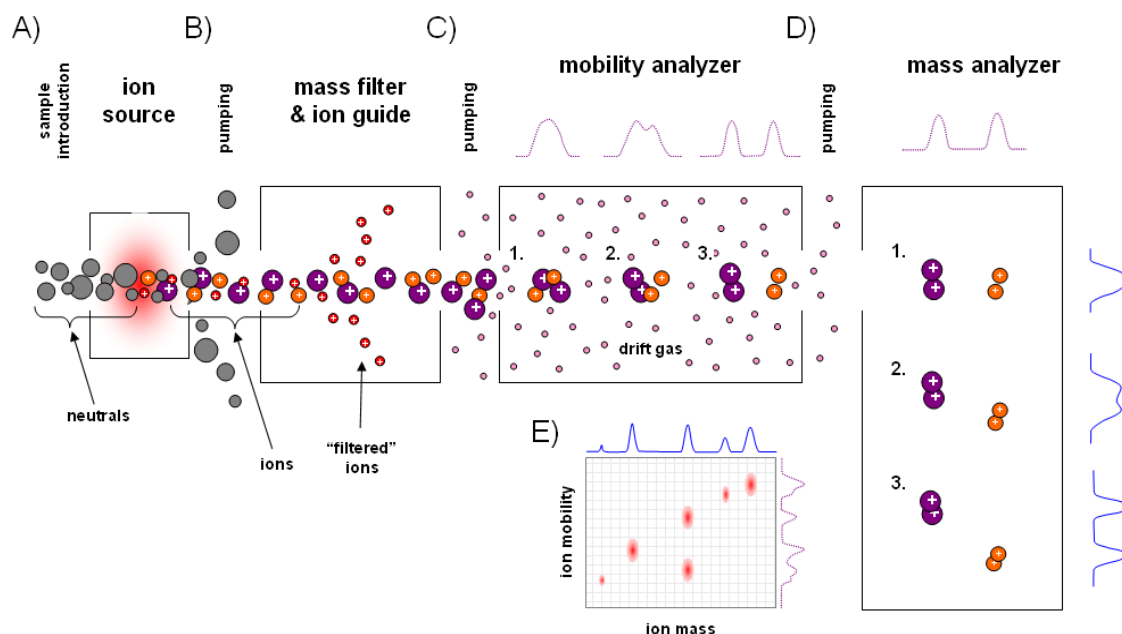 A)
B)
C)
D)
sample
introduction
ion
source
pumping
mass filter
& ion guide
pumping
mobility analyzer
pumping
mass analyzer
1.
2.
3.
drift gas
1.
2.
3.
neutrals
ions
“filtered”
ions
E)
ion mobility
ion mass
+